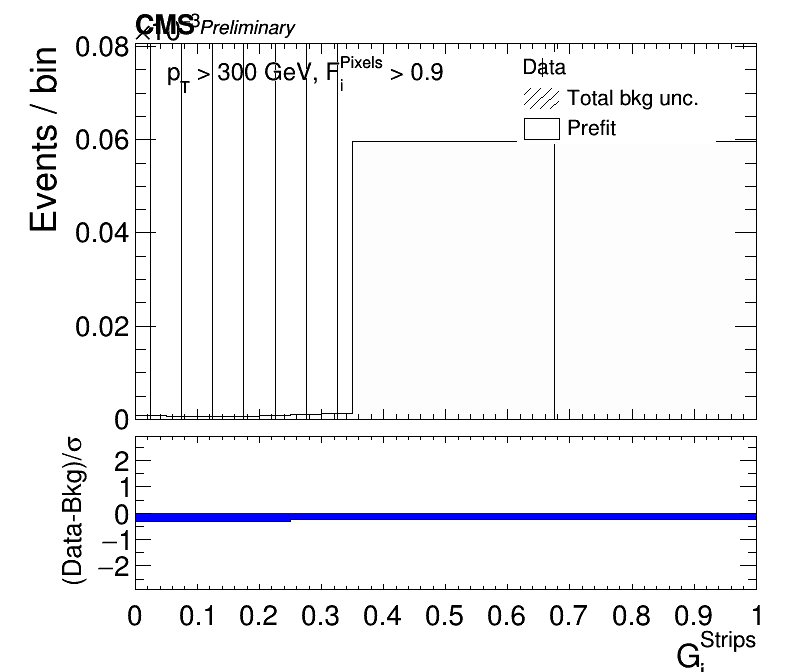 CMS Preliminary
×10³
p_T > 300 GeV, F_i^Pixels > 0.9
Data
Total bkg unc.
Prefit
Events / bin
0.08
0.06
0.04
0.02
0
(Data-Bkg)/σ
2
1
0
−1
−2
0 0.1 0.2 0.3 0.4 0.5 0.6 0.7 0.8 0.9 1
G_i^Strips